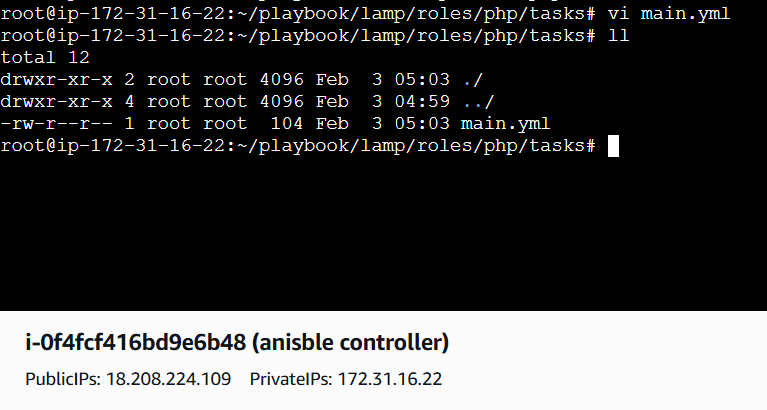 root@ip-172-31-16-22:~/playbook/lamp/roles/php/tasks# vi main.yml
root@ip-172-31-16-22:~/playbook/lamp/roles/php/tasks# ll
total 12
drwxr-xr-x 2 root root 4096 Feb  3 05:03 ./
drwxr-xr-x 4 root root 4096 Feb  3 04:59 ../
-rw-r--r-- 1 root root  104 Feb  3 05:03 main.yml
root@ip-172-31-16-22:~/playbook/lamp/roles/php/tasks#
i-0f4fcf416bd9e6b48 (anisble controller)
PublicIPs: 18.208.224.109 PrivateIPs: 172.31.16.22